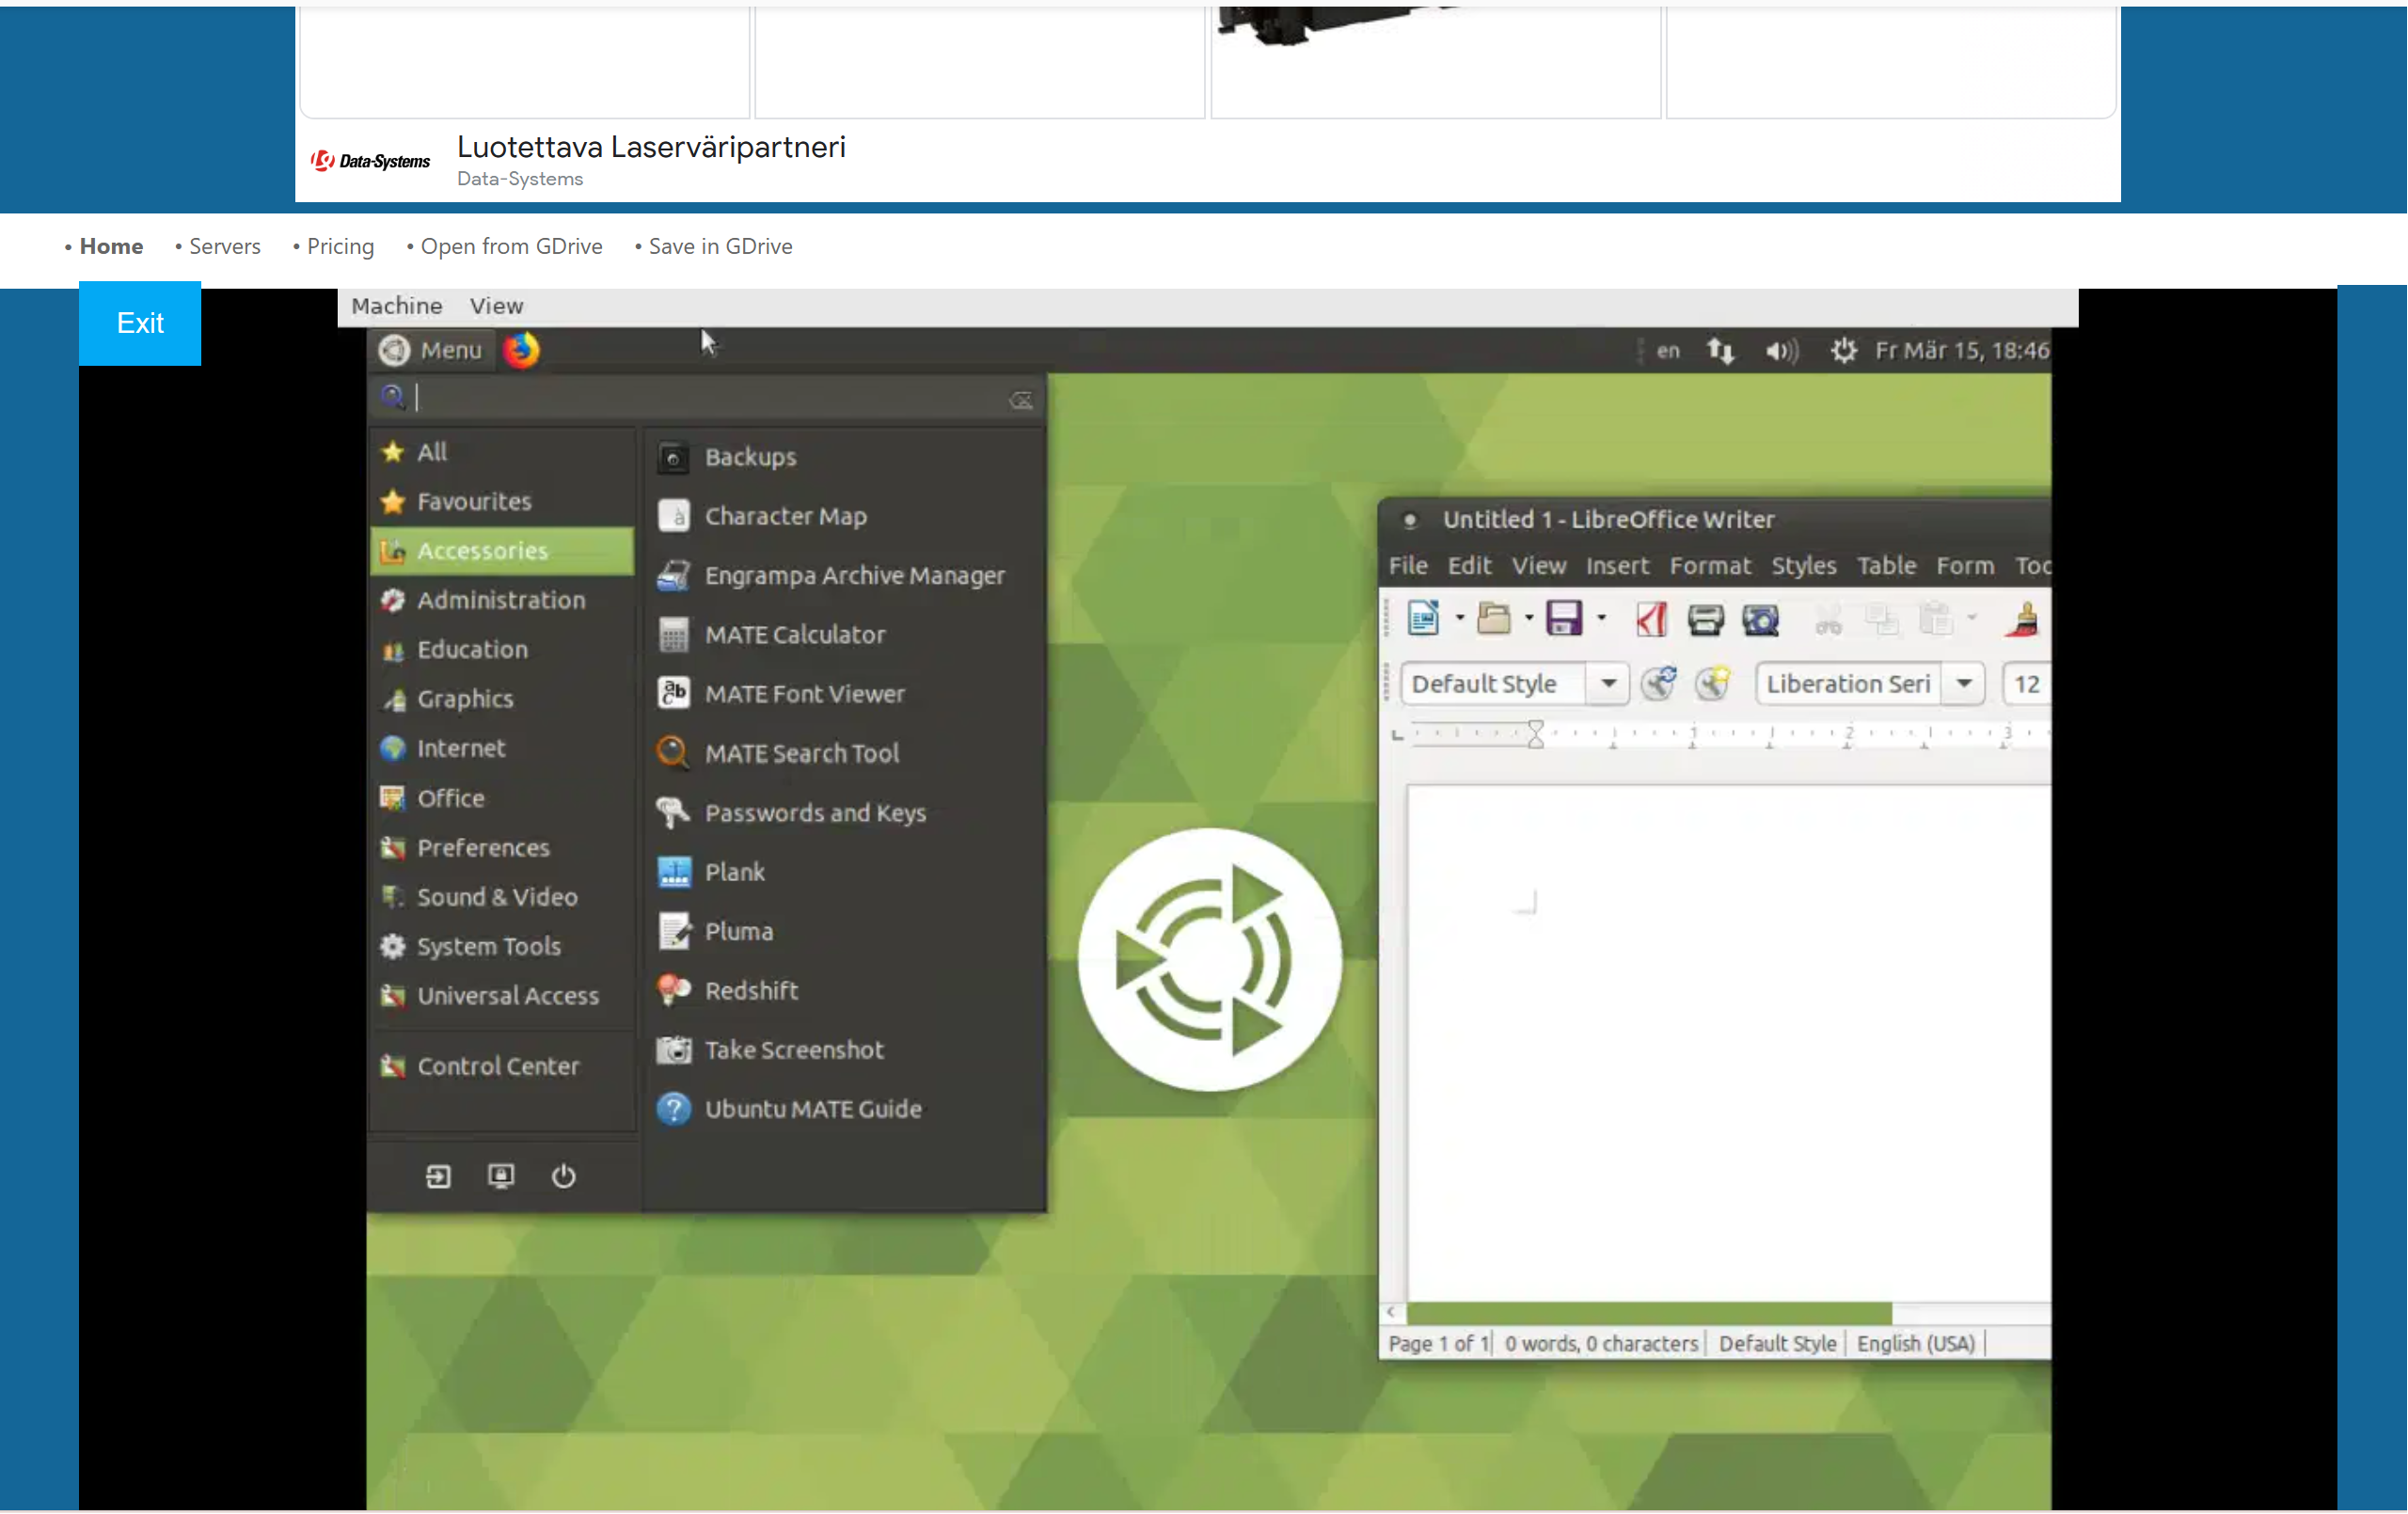 Data-Systems
Luotettava Laserväripartneri
Data-Systems
• Home • Servers • Pricing • Open from GDrive • Save in GDrive
Exit
Machine View
Menu
en
Fr Mär 15, 18:46
All
Favourites
Accessories
Administration
Education
Graphics
Internet
Office
Preferences
Sound & Video
System Tools
Universal Access
Control Center
Backups
Character Map
Engrampa Archive Manager
MATE Calculator
MATE Font Viewer
MATE Search Tool
Passwords and Keys
Plank
Pluma
Redshift
Take Screenshot
Ubuntu MATE Guide
Untitled 1 - LibreOffice Writer
File Edit View Insert Format Styles Table Form Too
Default Style Liberation Seri 12
1 1 2 3
Page 1 of 1 0 words, 0 characters Default Style English (USA)